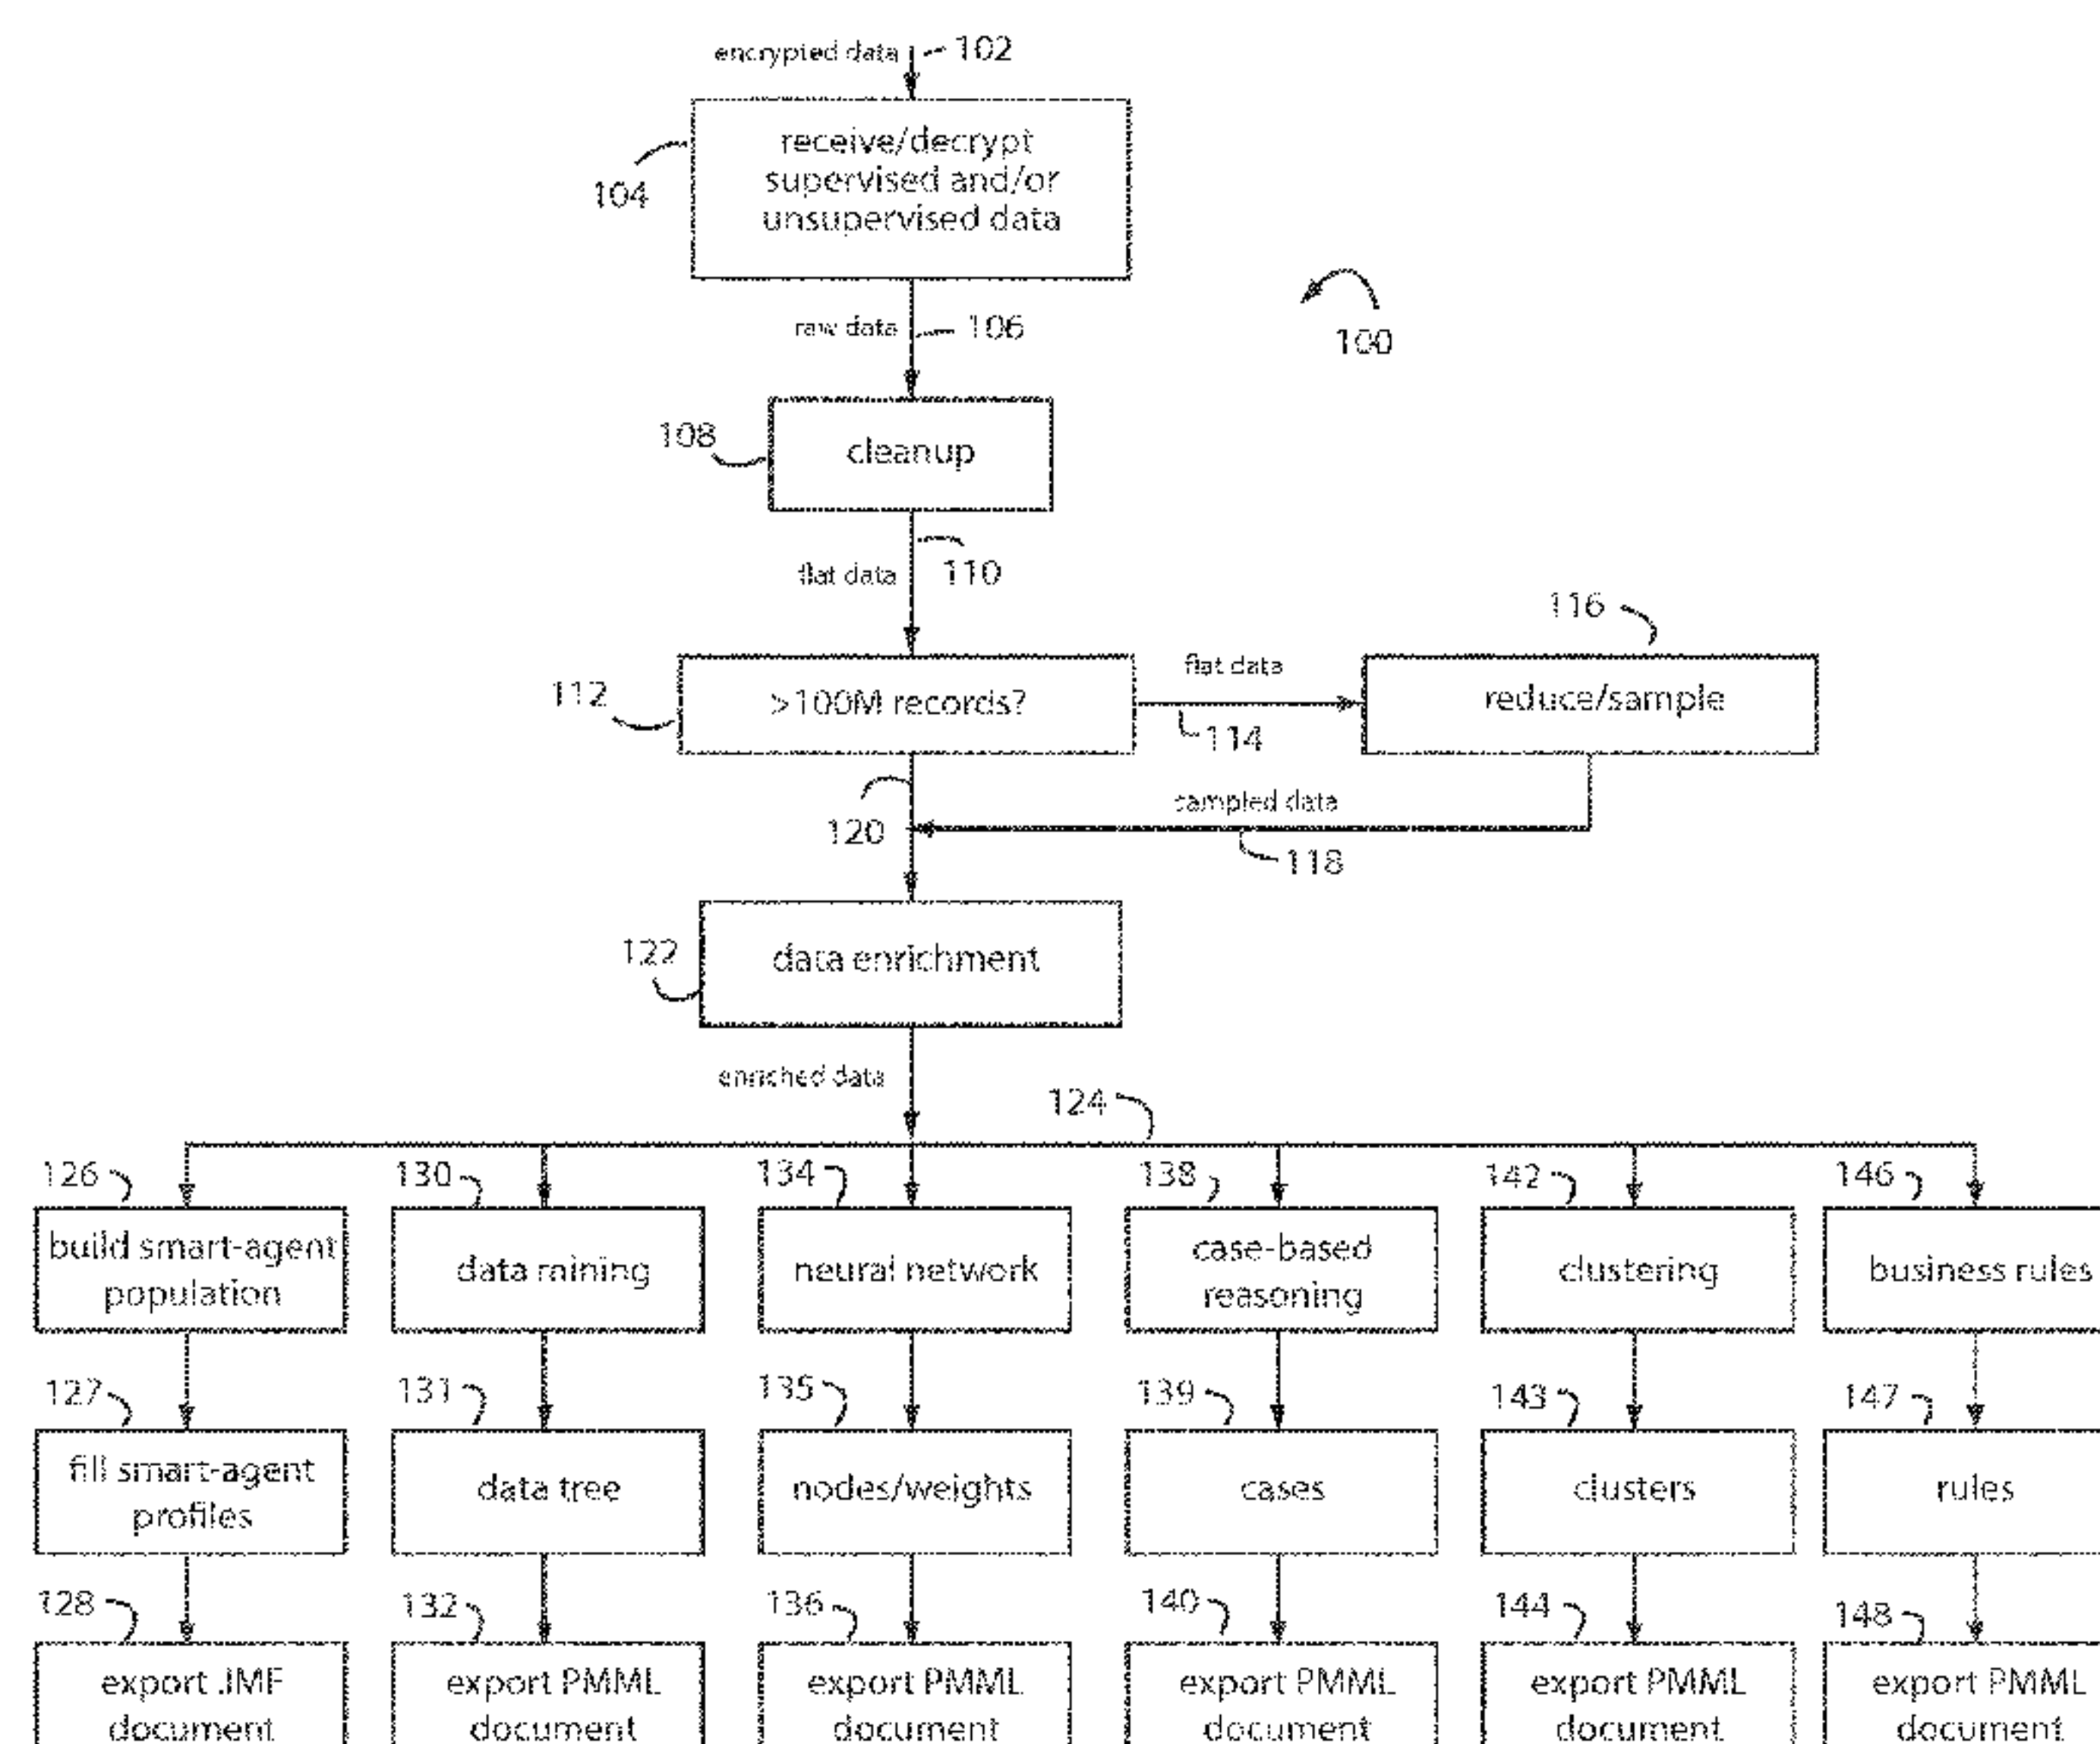 encrypted data
102
receive/decrypt
supervised and/or
unsupervised data
104
raw data
106
100
108
cleanup
flat data
110
116
112
>100M records?
flat data
114
reduce/sample
120
sampled data
118
122
data enrichment
enriched data
124
126
130
134
138
142
146
build smart-agent
population
data mining
neural network
case-based
reasoning
clustering
business rules
127
131
135
139
143
147
fill smart-agent
profiles
data tree
nodes/weights
cases
clusters
rules
128
132
136
140
144
148
export .IMF
document
export PMML
document
export PMML
document
export PMML
document
export PMML
document
export PMML
document